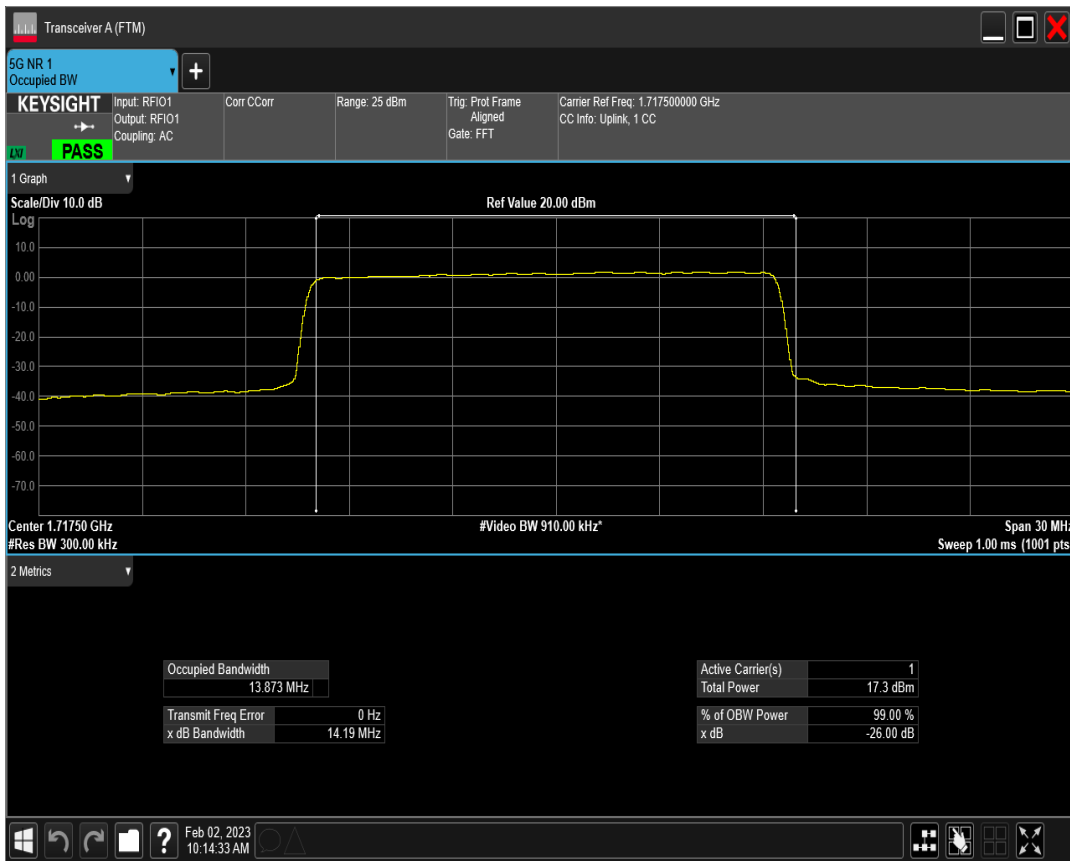 Transceiver A (FTM)
5G NR 1
Occupied BW
KEYSIGHT
LXI
PASS
Input: RFIO1
Output: RFIO1
Coupling: AC
Corr CCorr
Range: 25 dBm
Trig: Prot Frame
Aligned
Gate: FFT
Carrier Ref Freq: 1.717500000 GHz
CC Info: Uplink, 1 CC
1 Graph
Scale/Div 10.0 dB
Ref Value 20.00 dBm
Log
10.0
0.00
-10.0
-20.0
-30.0
-40.0
-50.0
-60.0
-70.0
Center 1.71750 GHz
#Video BW 910.00 kHz*
Span 30 MHz
#Res BW 300.00 kHz
Sweep 1.00 ms (1001 pts
2 Metrics
Occupied Bandwidth
13.873 MHz
Transmit Freq Error 0 Hz
x dB Bandwidth 14.19 MHz
Active Carrier(s) 1
Total Power 17.3 dBm
% of OBW Power 99.00 %
x dB -26.00 dB
?
Feb 02, 2023
10:14:33 AM